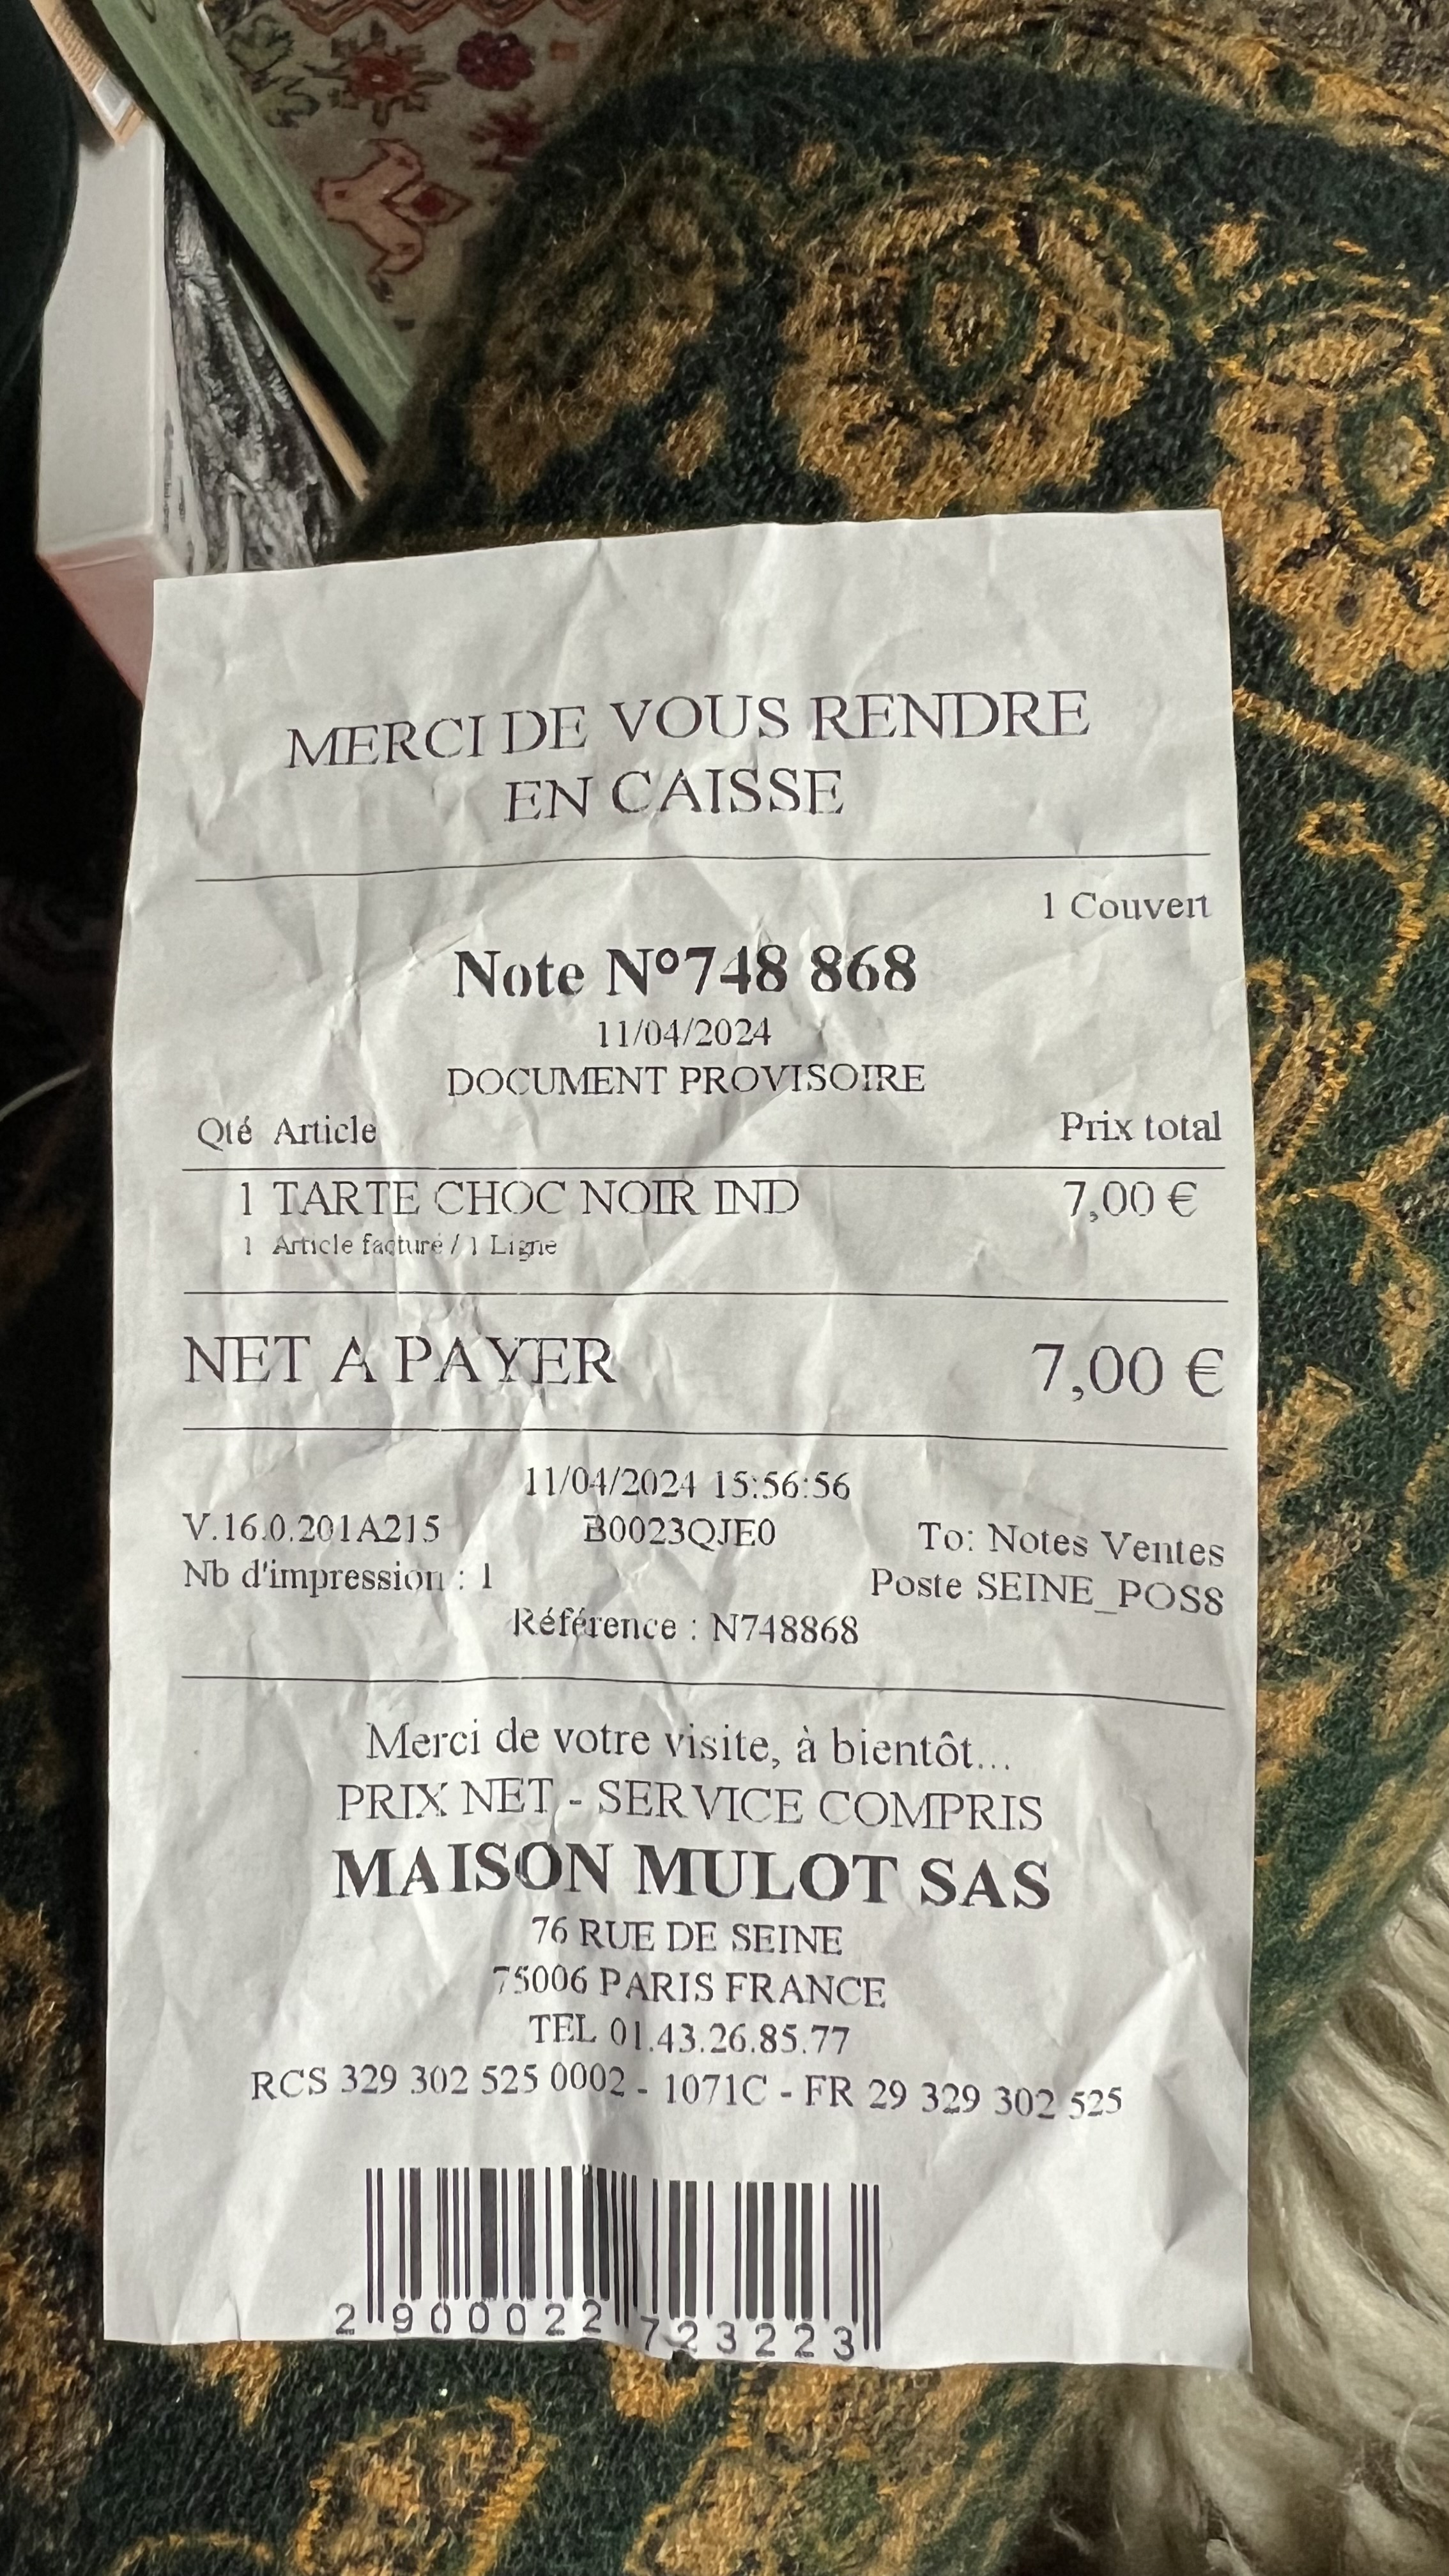 MERCI DE VOUS RENDRE
EN CAISSE
1 Couvert
Note N°748 868
11/04/2024
DOCUMENT PROVISOIRE
Qté Article Prix total
1 TARTE CHOC NOIR IND 7,00 €
1 Article facturé / 1 Ligne
NET A PAYER 7,00 €
11/04/2024 15:56:56
V.16.0.201A215 B0023QJE0 To: Notes Ventes
Nb d'impression : 1 Poste SEINE_POS8
Référence : N748868
Merci de votre visite, à bientôt...
PRIX NET - SERVICE COMPRIS
MAISON MULOT SAS
76 RUE DE SEINE
75006 PARIS FRANCE
TEL 01.43.26.85.77
RCS 329 302 525 0002 - 1071C - FR 29 329 302 525
2 900022 723223